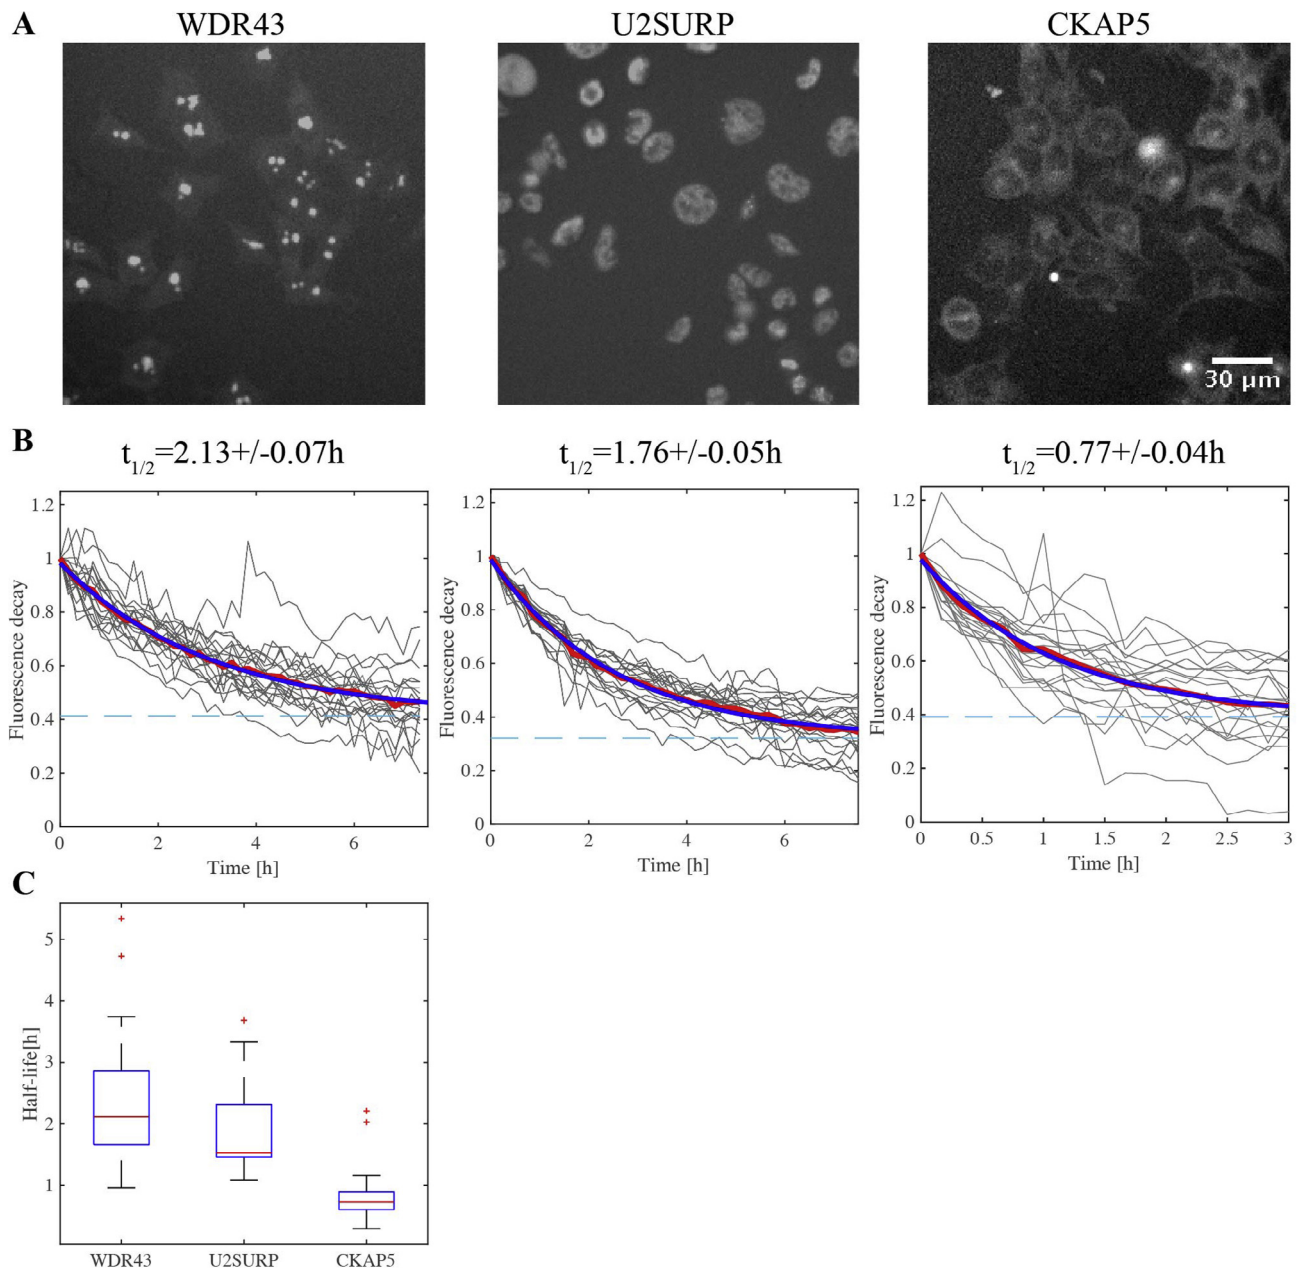 A
WDR43
U2SURP
CKAP5
30 µm
B
t1/2=2.13+/-0.07h
t1/2=1.76+/-0.05h
t1/2=0.77+/-0.04h
1.2
1
0.8
0.6
0.4
0.2
0
Fluorescence decay
0 2 4 6
Time [h]
1.2
1
0.8
0.6
0.4
0.2
0
Fluorescence decay
0 2 4 6
Time [h]
1.2
1
0.8
0.6
0.4
0.2
0
Fluorescence decay
0 0.5 1 1.5 2 2.5 3
Time [h]
C
5
4
3
2
1
Half-life[h]
WDR43 U2SURP CKAP5